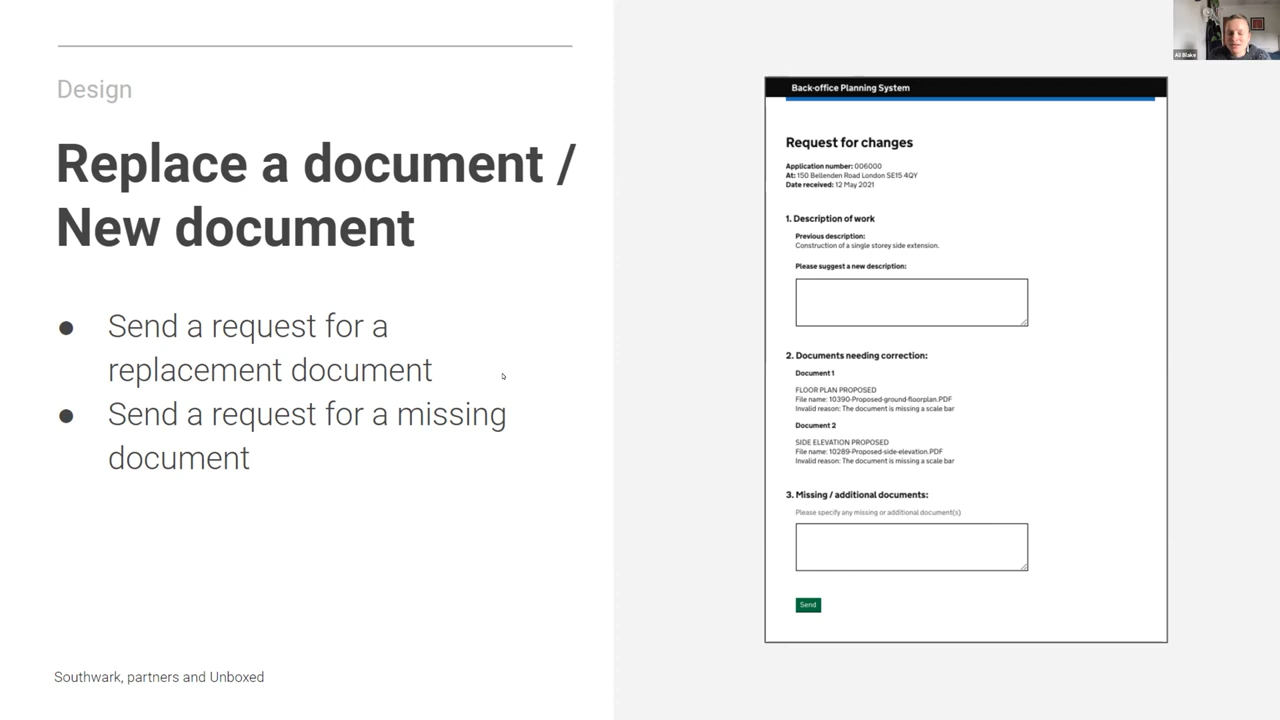 Design
Replace a document /
New document
● Send a request for a
replacement document
● Send a request for a missing
document
Southwark, partners and Unboxed
Back-office Planning System
Request for changes
Application number: 006000
At: 150 Bellenden Road London SE15 4QY
Date received: 12 May 2021
1. Description of work
Previous description:
Construction of a single storey side extension.
Please suggest a new description:
2. Documents needing correction:
Document 1
FLOOR PLAN PROPOSED
File name: 10390-Proposed-ground-floorplan.PDF
Invalid reason: The document is missing a scale bar
Document 2
SIDE ELEVATION PROPOSED
File name: 10289-Proposed-side-elevation.PDF
Invalid reason: The document is missing a scale bar
3. Missing / additional documents:
Please specify any missing or additional document(s)
Send
Ali Blake